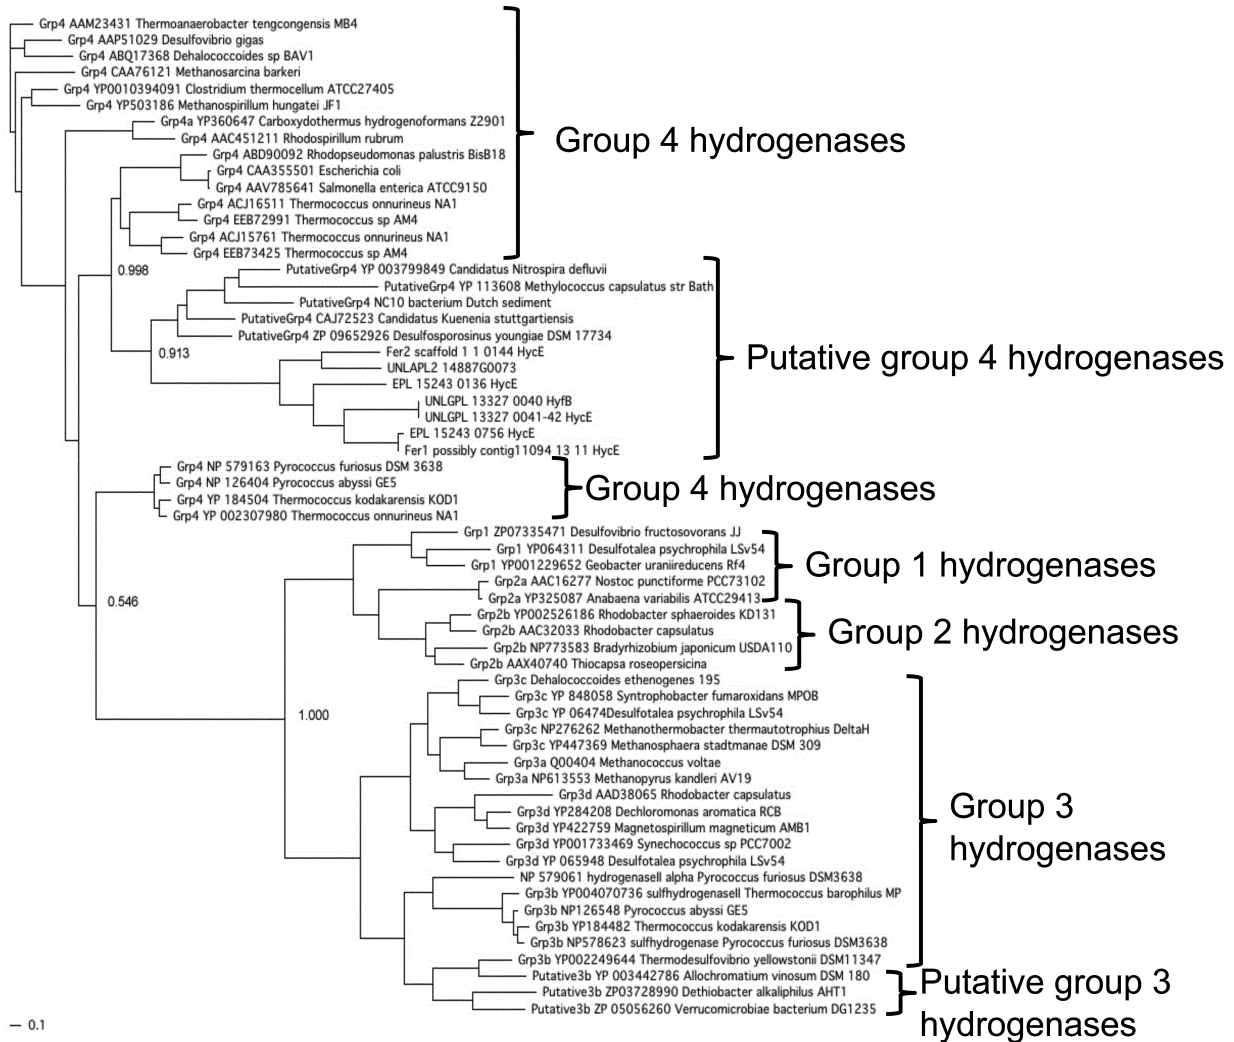 Grp4 AAM23431 Thermoanaerobacter tengcongensis MB4
Grp4 AAP51029 Desulfovibrio gigas
Grp4 ABQ17368 Dehalococcoides sp BAV1
Grp4 CAA76121 Methanosarcina barkeri
Grp4 YP0010394091 Clostridium thermocellum ATCC27405
Grp4 YP503186 Methanospirillum hungatei JF1
Grp4a YP360647 Carboxydothermus hydrogenoformans Z2901
Grp4 AAC451211 Rhodospirillum rubrum
Grp4 ABD90092 Rhodopseudomonas palustris BisB18
Grp4 CAA355501 Escherichia coli
Grp4 AAV785641 Salmonella enterica ATCC9150
Grp4 ACJ16511 Thermococcus onnurineus NA1
Grp4 EEB72991 Thermococcus sp AM4
Grp4 ACJ15761 Thermococcus onnurineus NA1
Grp4 EEB73425 Thermococcus sp AM4
Group 4 hydrogenases
0.998
PutativeGrp4 YP 003799849 Candidatus Nitrospira defluvii
PutativeGrp4 YP 113608 Methylococcus capsulatus str Bath
PutativeGrp4 NC10 bacterium Dutch sediment
PutativeGrp4 CAJ72523 Candidatus Kuenenia stuttgartiensis
PutativeGrp4 ZP 09652926 Desulfosporosinus youngiae DSM 17734
0.913
Fer2 scaffold 1 1 0144 HycE
UNLAPL2 14887G0073
EPL 15243 0136 HycE
UNLGPL 13327 0040 HyfB
UNLGPL 13327 0041-42 HycE
EPL 15243 0756 HycE
Fer1 possibly contig11094 13 11 HycE
Putative group 4 hydrogenases
Grp4 NP 579163 Pyrococcus furiosus DSM 3638
Grp4 NP 126404 Pyrococcus abyssi GE5
Grp4 YP 184504 Thermococcus kodakarensis KOD1
Grp4 YP 002307980 Thermococcus onnurineus NA1
Group 4 hydrogenases
0.546
Grp1 ZP07335471 Desulfovibrio fructosovorans JJ
Grp1 YP064311 Desulfotalea psychrophila LSv54
Grp1 YP001229652 Geobacter uraniireducens Rf4
Grp2a AAC16277 Nostoc punctiforme PCC73102
Grp2a YP325087 Anabaena variabilis ATCC29413
Group 1 hydrogenases
Grp2b YP002526186 Rhodobacter sphaeroides KD131
Grp2b AAC32033 Rhodobacter capsulatus
Grp2b NP773583 Bradyrhizobium japonicum USDA110
Grp2b AAX40740 Thiocapsa roseopersicina
Group 2 hydrogenases
1.000
Grp3c Dehalococcoides ethenogenes 195
Grp3c YP 848058 Syntrophobacter fumaroxidans MPOB
Grp3c YP 06474Desulfotalea psychrophila LSv54
Grp3c NP276262 Methanothermobacter thermautotrophius DeltaH
Grp3c YP447369 Methanosphaera stadtmanae DSM 309
Grp3a Q00404 Methanococcus voltae
Grp3a NP613553 Methanopyrus kandleri AV19
Grp3d AAD38065 Rhodobacter capsulatus
Grp3d YP284208 Dechloromonas aromatica RCB
Grp3d YP422759 Magnetospirillum magneticum AMB1
Grp3d YP001733469 Synechococcus sp PCC7002
Grp3d YP 065948 Desulfotalea psychrophila LSv54
NP 579061 hydrogenaseII alpha Pyrococcus furiosus DSM3638
Grp3b YP004070736 sulfhydrogenaseII Thermococcus barophilus MP
Grp3b NP126548 Pyrococcus abyssi GE5
Grp3b YP184482 Thermococcus kodakarensis KOD1
Grp3b NP578623 sulfhydrogenase Pyrococcus furiosus DSM3638
Grp3b YP002249644 Thermodesulfovibrio yellowstonii DSM11347
Group 3
hydrogenases
Putative3b YP 003442786 Allochromatium vinosum DSM 180
Putative3b ZP03728990 Dethiobacter alkaliphilus AHT1
Putative3b ZP 05056260 Verrucomicrobiae bacterium DG1235
Putative group 3
hydrogenases
0.1